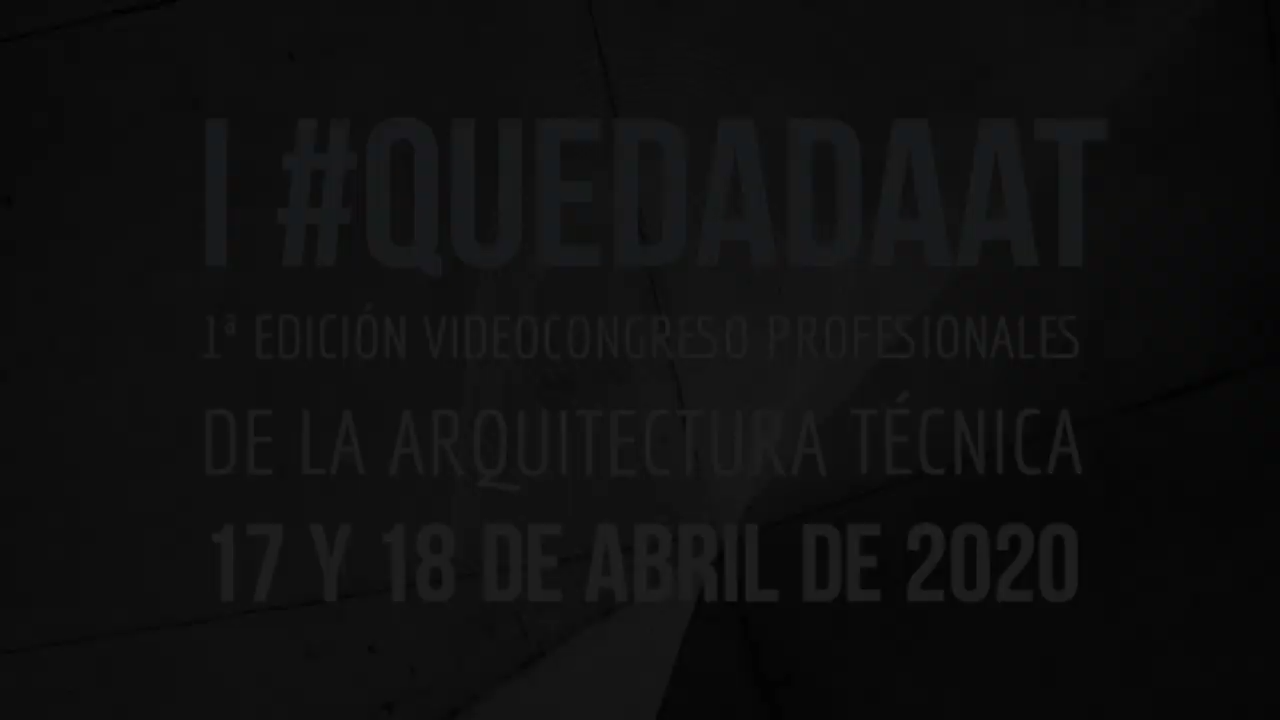 I #QUEDADAAT
1ª EDICIÓN VIDEOCONGRESO PROFESIONALES
DE LA ARQUITECTURA TÉCNICA
17 Y 18 DE ABRIL DE 2020